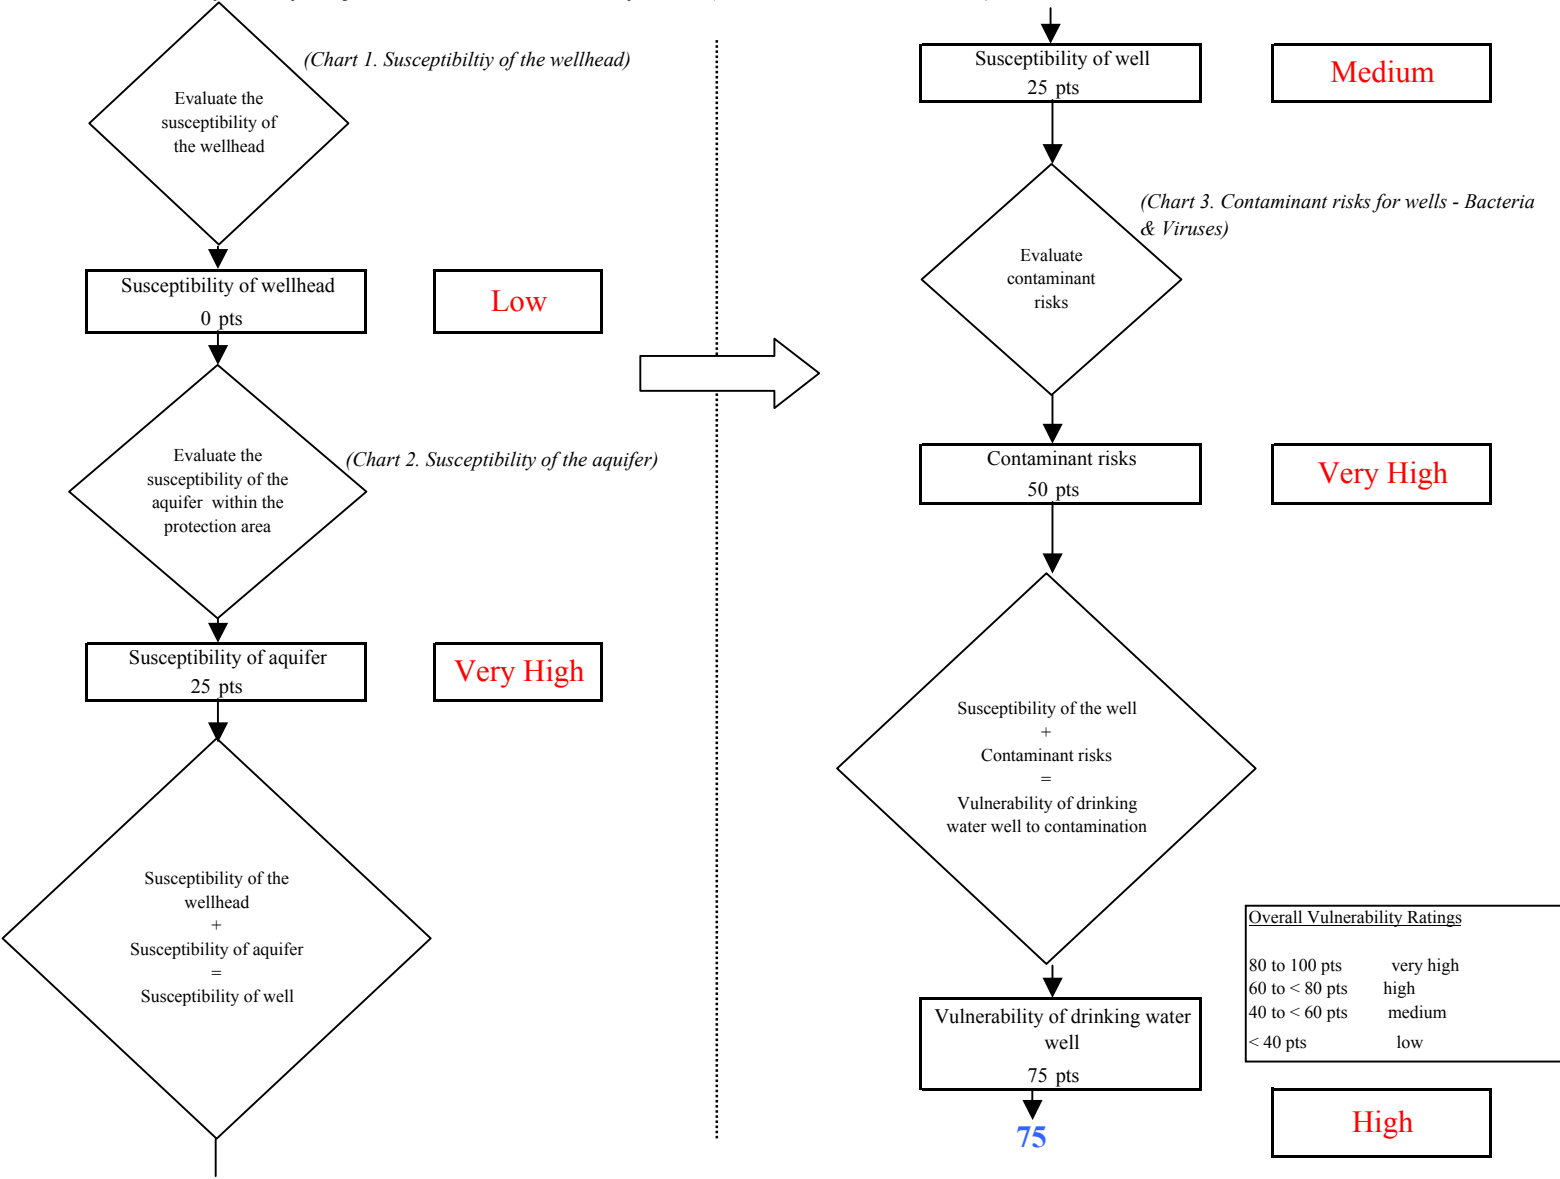 (Chart 1. Susceptibiltiy of the wellhead)
Evaluate the
susceptibility of
the wellhead
Susceptibility of wellhead
0 pts
Low
Evaluate the
susceptibility of the
aquifer within the
protection area
(Chart 2. Susceptibility of the aquifer)
Susceptibility of aquifer
25 pts
Very High
Susceptibility of the
wellhead
+
Susceptibility of aquifer
=
Susceptibility of well
Susceptibility of well
25 pts
Medium
(Chart 3. Contaminant risks for wells - Bacteria
& Viruses)
Evaluate
contaminant
risks
Contaminant risks
50 pts
Very High
Susceptibility of the well
+
Contaminant risks
=
Vulnerability of drinking
water well to contamination
Overall Vulnerability Ratings
80 to 100 pts very high
60 to < 80 pts high
40 to < 60 pts medium
< 40 pts low
Vulnerability of drinking water
well
75 pts
75
High